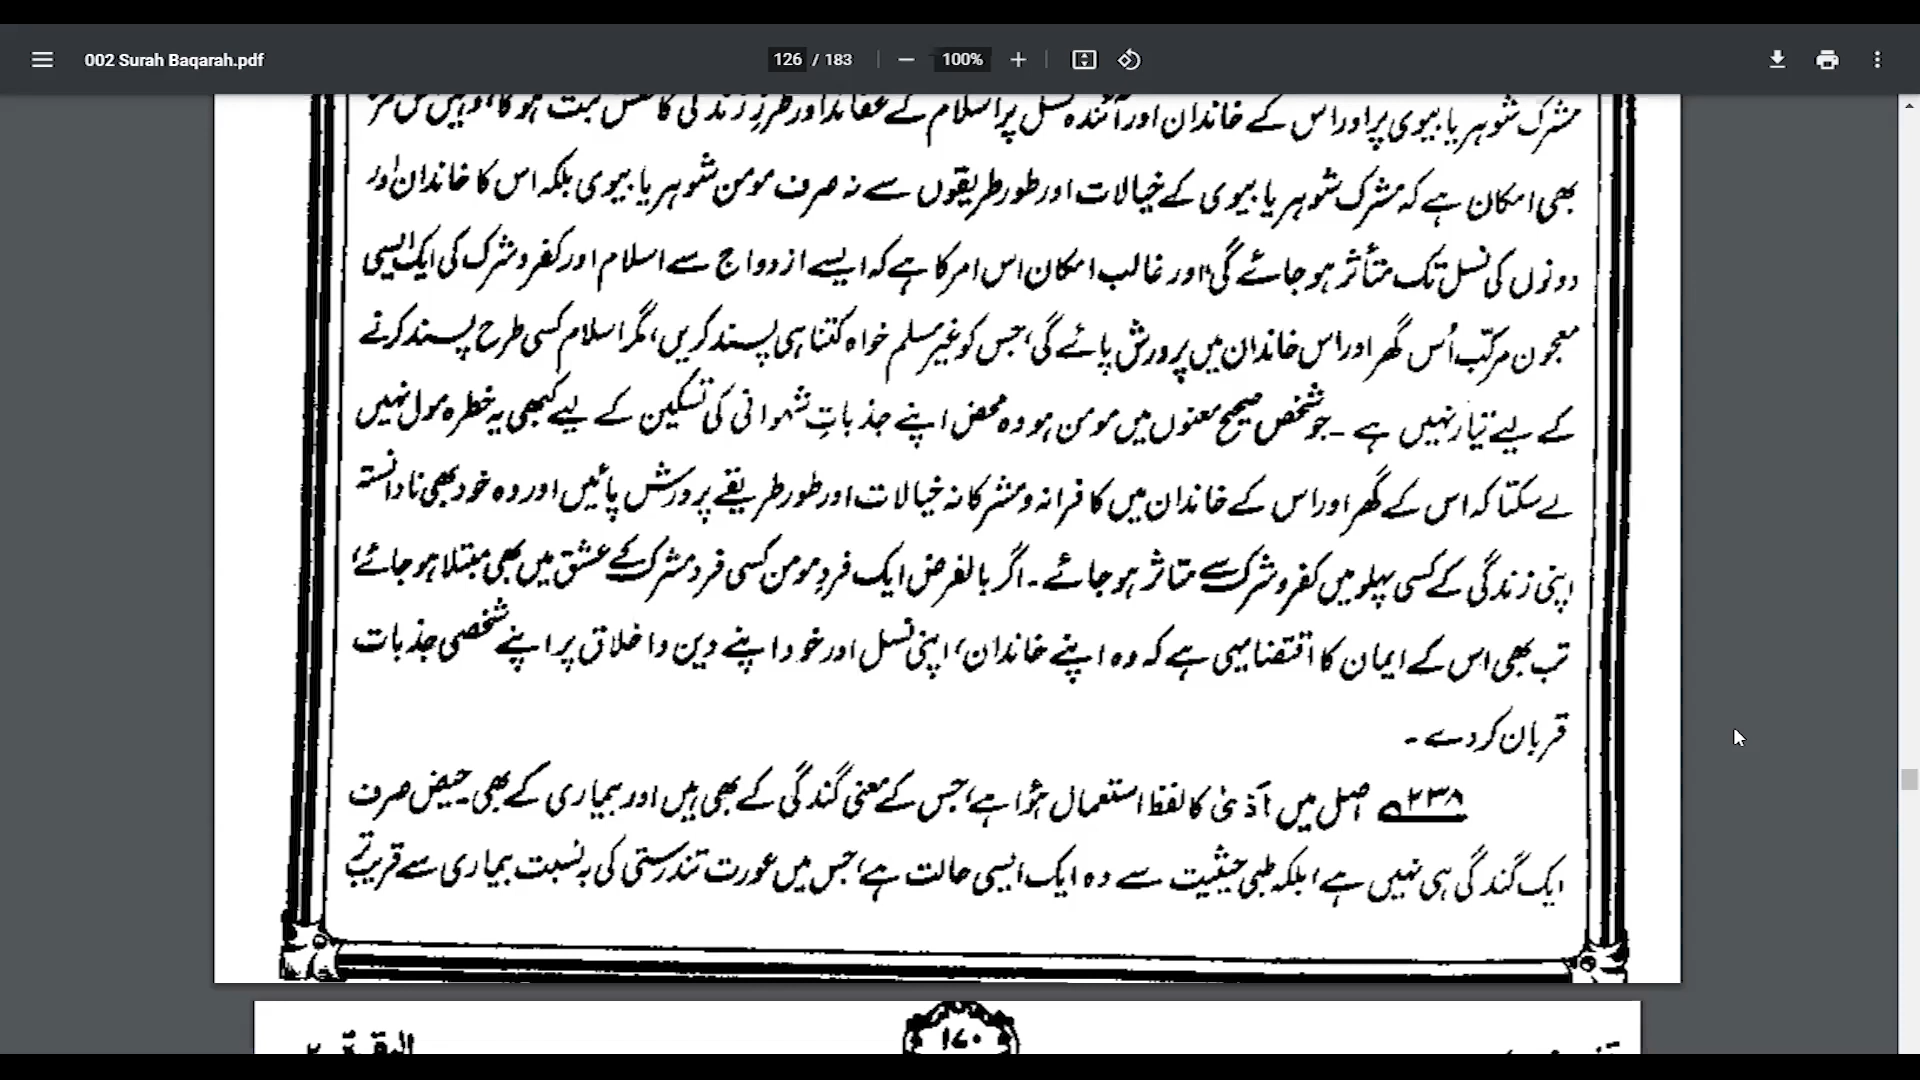 002 Surah Baqarah.pdf
126 / 183
100%
مشرک شوہر یا بیوی پر اور اس کے خاندان اور آئندہ نسل پر اسلام کے عقائد اور طرزِ زندگی کا نقش ثبت ہو گا،
بھی امکان ہے کہ مشرک شوہر یا بیوی کے خیالات اور طور طریقوں سے نہ صرف مومن شوہر یا بیوی بلکہ اس کا خاندان اور
دونوں کی نسل تک متأثر ہو جائے گی، اور غالب امکان اس امر کا ہے کہ ایسے ازدواج سے اسلام اور کفر و شرک کی ایک ایسی
معجون مرکّب اُس گھر اور اس خاندان میں پرورش پائے گی، جس کو غیر مسلم خواہ کتنا ہی پسند کریں، مگر اسلام کسی طرح پسند کرنے
کے لیے تیار نہیں ہے ۔ جو شخص صحیح معنوں میں مومن ہو وہ محض اپنے جذباتِ شہوانی کی تسکین کے لیے کبھی یہ خطرہ مول نہیں
لے سکتا کہ اس کے گھر اور اس کے خاندان میں کافرانہ و مشرکانہ خیالات اور طور طریقے پرورش پائیں اور وہ خود بھی نادانستہ
اپنی زندگی کے کسی پہلو میں کفر و شرک سے متاثر ہو جائے ۔ اگر بالفرض ایک فردِ مومن کسی فرد مشرک کے عشق میں بھی مبتلا ہو جائے،
تب بھی اس کے ایمان کا اقتضا یہی ہے کہ وہ اپنے خاندان، اپنی نسل اور خود اپنے دین و اخلاق پر اپنے شخصی جذبات
قربان کر دے ۔
۲۳۸؎ اصل میں اَذًیٰ کا لفظ استعمال ہؤا ہے، جس کے معنی گندگی کے بھی ہیں اور بیماری کے بھی ۔ حیض صرف
ایک گندگی ہی نہیں ہے، بلکہ طبی حیثیت سے وہ ایک ایسی حالت ہے، جس میں عورت تندرستی کی بہ نسبت بیماری سے قریب تر
البقرۃ ۲
۱۷۰